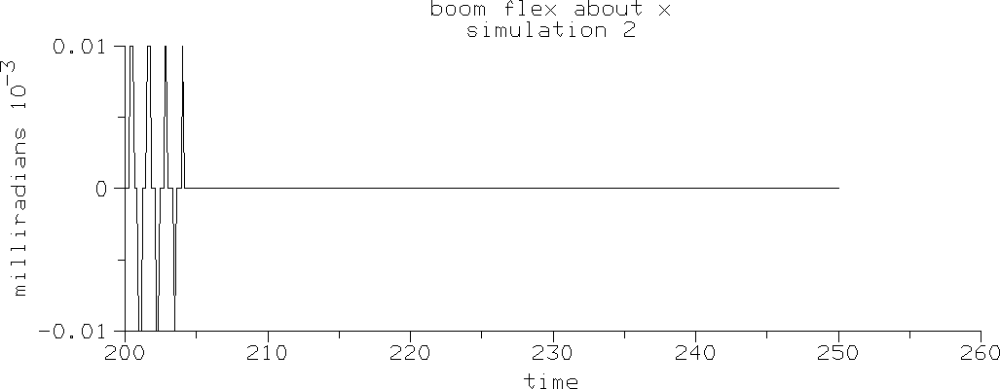 boom flex about x
simulation 2
milliradians 10-3
0.01
0
-0.01
200 210 220 230 240 250 260
time